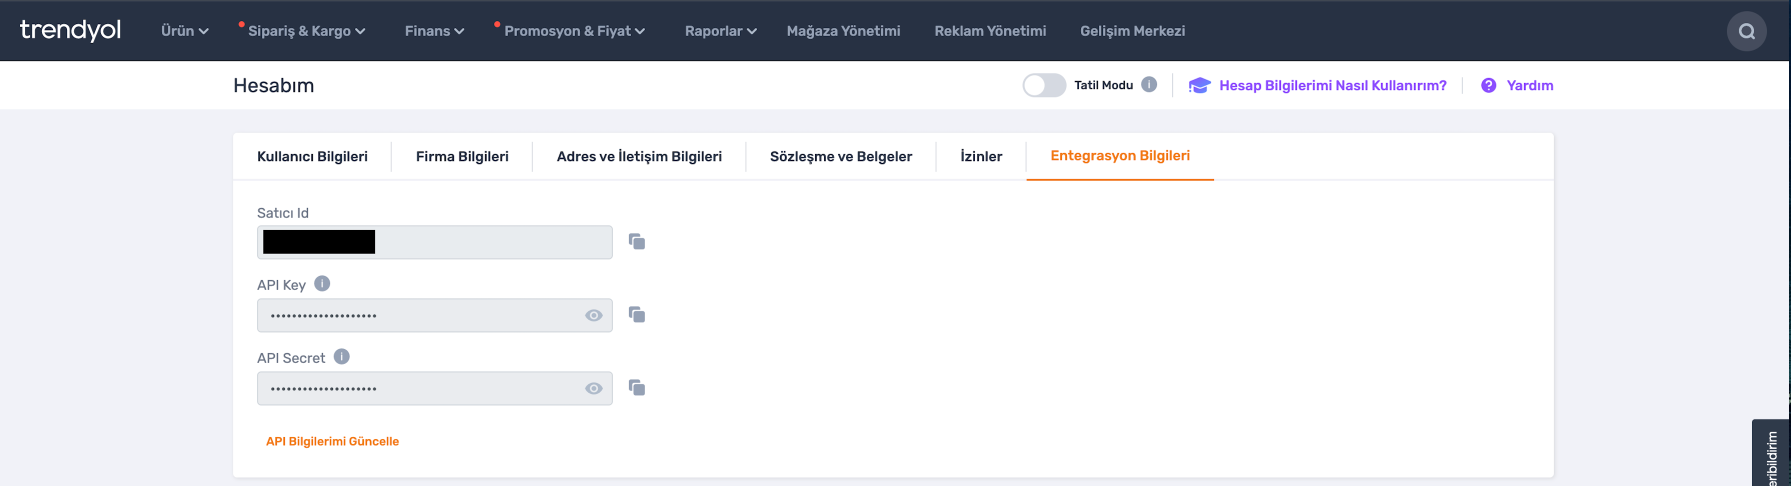 trendyol Ürün Sipariş & Kargo Finans Promosyon & Fiyat Raporlar Mağaza Yönetimi Reklam Yönetimi Gelişim Merkezi
Hesabım Tatil Modu Hesap Bilgilerimi Nasıl Kullanırım? Yardım
Kullanıcı Bilgileri Firma Bilgileri Adres ve İletişim Bilgileri Sözleşme ve Belgeler İzinler Entegrasyon Bilgileri
Satıcı Id
API Key
API Secret
API Bilgilerimi Güncelle
eribildirim